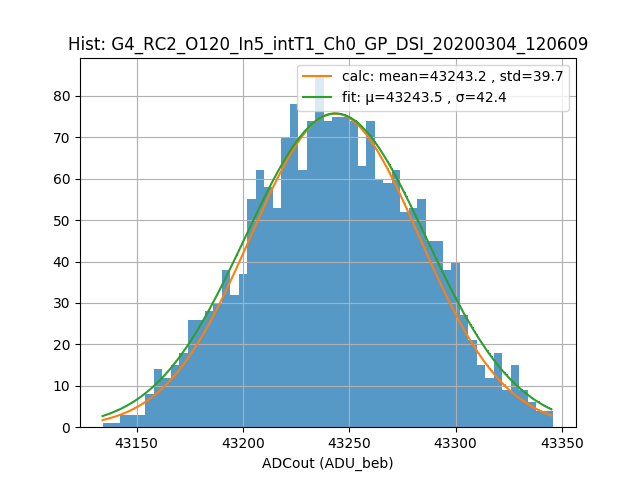 Hist: G4_RC2_O120_In5_intT1_Ch0_GP_DSI_20200304_120609
calc: mean=43243.2 , std=39.7
fit: μ=43243.5 , σ=42.4
80
70
60
50
40
30
20
10
0
43150 43200 43250 43300 43350
ADCout (ADU_beb)